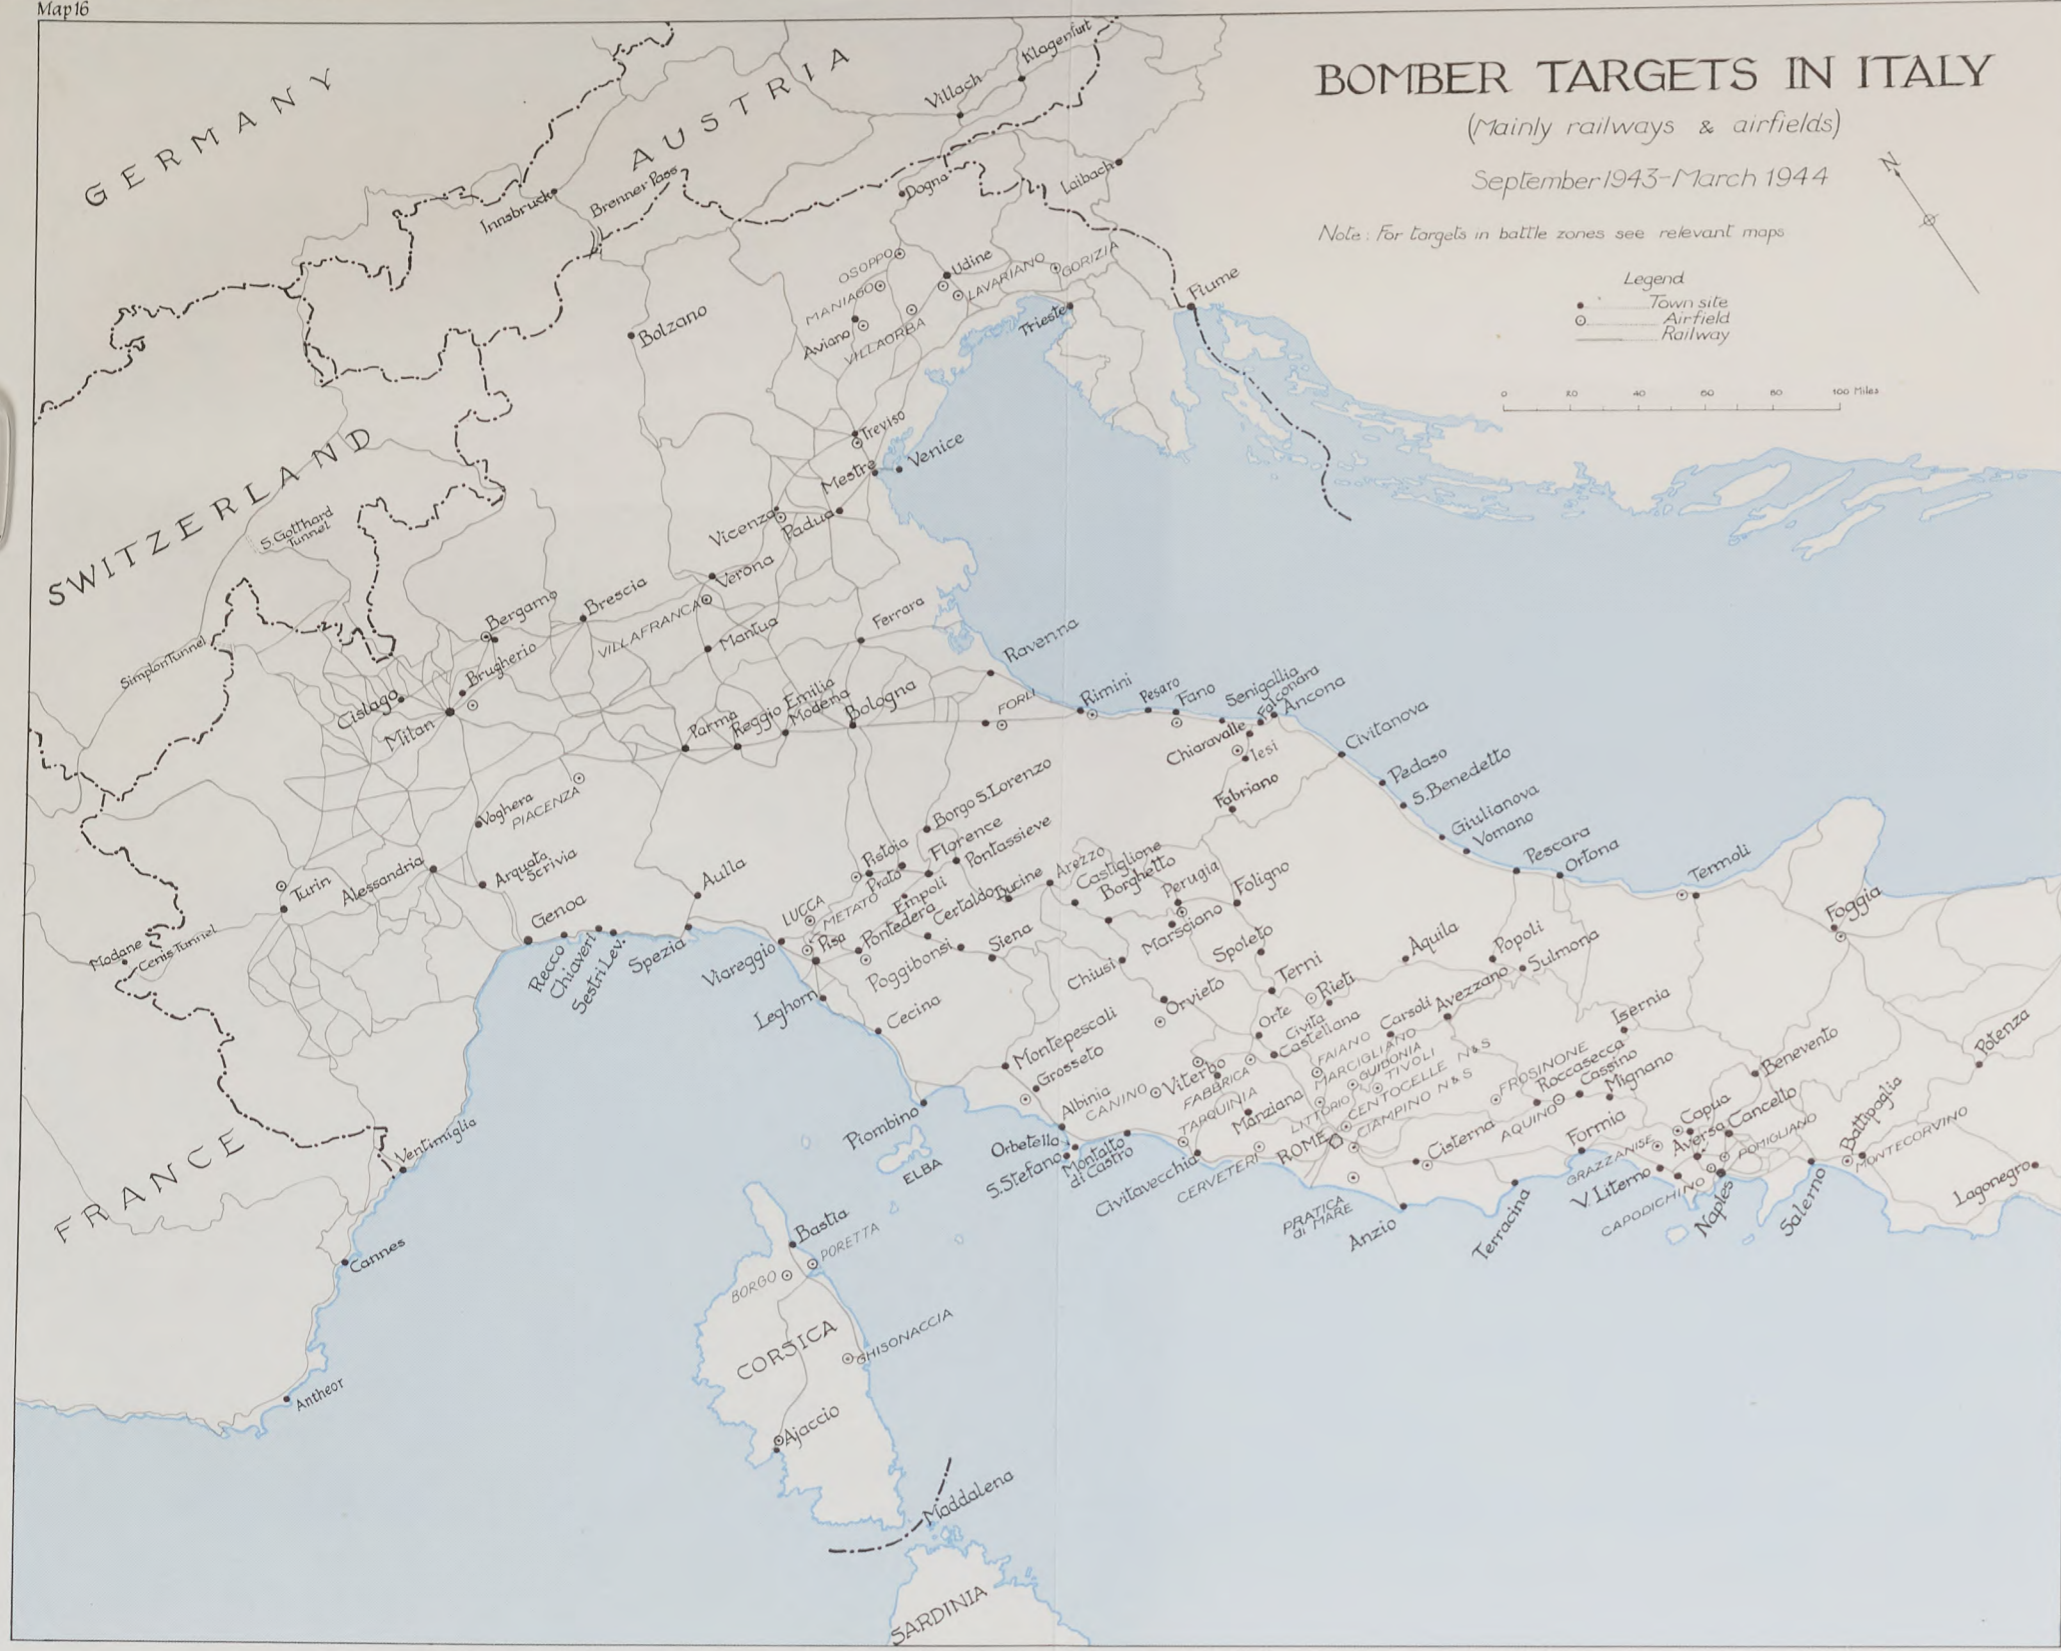 Map 16
BOMBER TARGETS IN ITALY
(Mainly railways & airfields)
September 1943-March 1944
Note: For targets in battle zones see relevant maps
Legend
Town site
Airfield
Railway
0 20 40 60 80 100 Miles
N
GERMANY
AUSTRIA
SWITZERLAND
FRANCE
Klagenfurt
Villach
Innsbruck
Brenner Pass
Dogna
Laibach
OSOPPO
Udine
LAVARIANO
GORIZIA
MANIAGO
Aviano
VILLAORBA
Trieste
Fiume
Bolzano
Treviso
Mestre
Venice
Vicenza
Padua
S. Gotthard
Tunnel
Simplon Tunnel
Verona
VILLAFRANCA
Brescia
Bergamo
Brugherio
Cislago
Milan
Mantua
Ferrara
Ravenna
Parma
Reggio Emilia
Modena
Bologna
FORLI
Rimini
Pesaro
Fano
Senigallia
Falconara
Ancona
Chiaravalle
Iesi
Fabriano
Civitanova
Pedaso
S. Benedetto
Giulianova
Vomano
Pescara
Ortona
Termoli
Foggia
Voghera
PIACENZA
Arquata
Scrivia
Alessandria
Turin
Modane
Cenis Tunnel
Genoa
Recco
Chiaveri
Sestri Lev.
Spezia
Aulla
Viareggio
LUCCA
METATO
Pisa
Leghorn
Pistoia
Prato
Borgo S. Lorenzo
Florence
Pontassieve
Empoli
Pontedera
Certaldo
Bucine
Arezzo
Castiglione
Borghetto
Perugia
Foligno
Poggibonsi
Siena
Marsciano
Chiusi
Spoleto
Terni
Aquila
Popoli
Sulmona
Cecina
Orvieto
Rieti
Orte
Civita
Castellana
Carsoli
Avezzano
Isernia
Montepescali
Grosseto
Albinia
CANINO
Viterbo
FABBRICA
TARQUINIA
FAIANO
MARCIGLIANO
GUIDONIA
TIVOLI
LITTORIO
CENTOCELLE N&S
CIAMPINO N&S
Manziana
ROME
CERVETERI
Piombino
ELBA
Orbetello
S. Stefano
Montalto
di Castro
Civitavecchia
PRATICA
di MARE
Anzio
Cisterna
FROSINONE
Roccasecca
Cassino
Mignano
AQUINO
Formia
Terracina
GRAZZANISE
V. Literno
Capua
Cancello
Aversa
POMIGLIANO
CAPODICHINO
Naples
Benevento
Salerno
Battipaglia
MONTECORVINO
Potenza
Lagonegro
Ventimiglia
Cannes
Antheor
Bastia
PORETTA
BORGO
CORSICA
GHISONACCIA
Ajaccio
Maddalena
SARDINIA